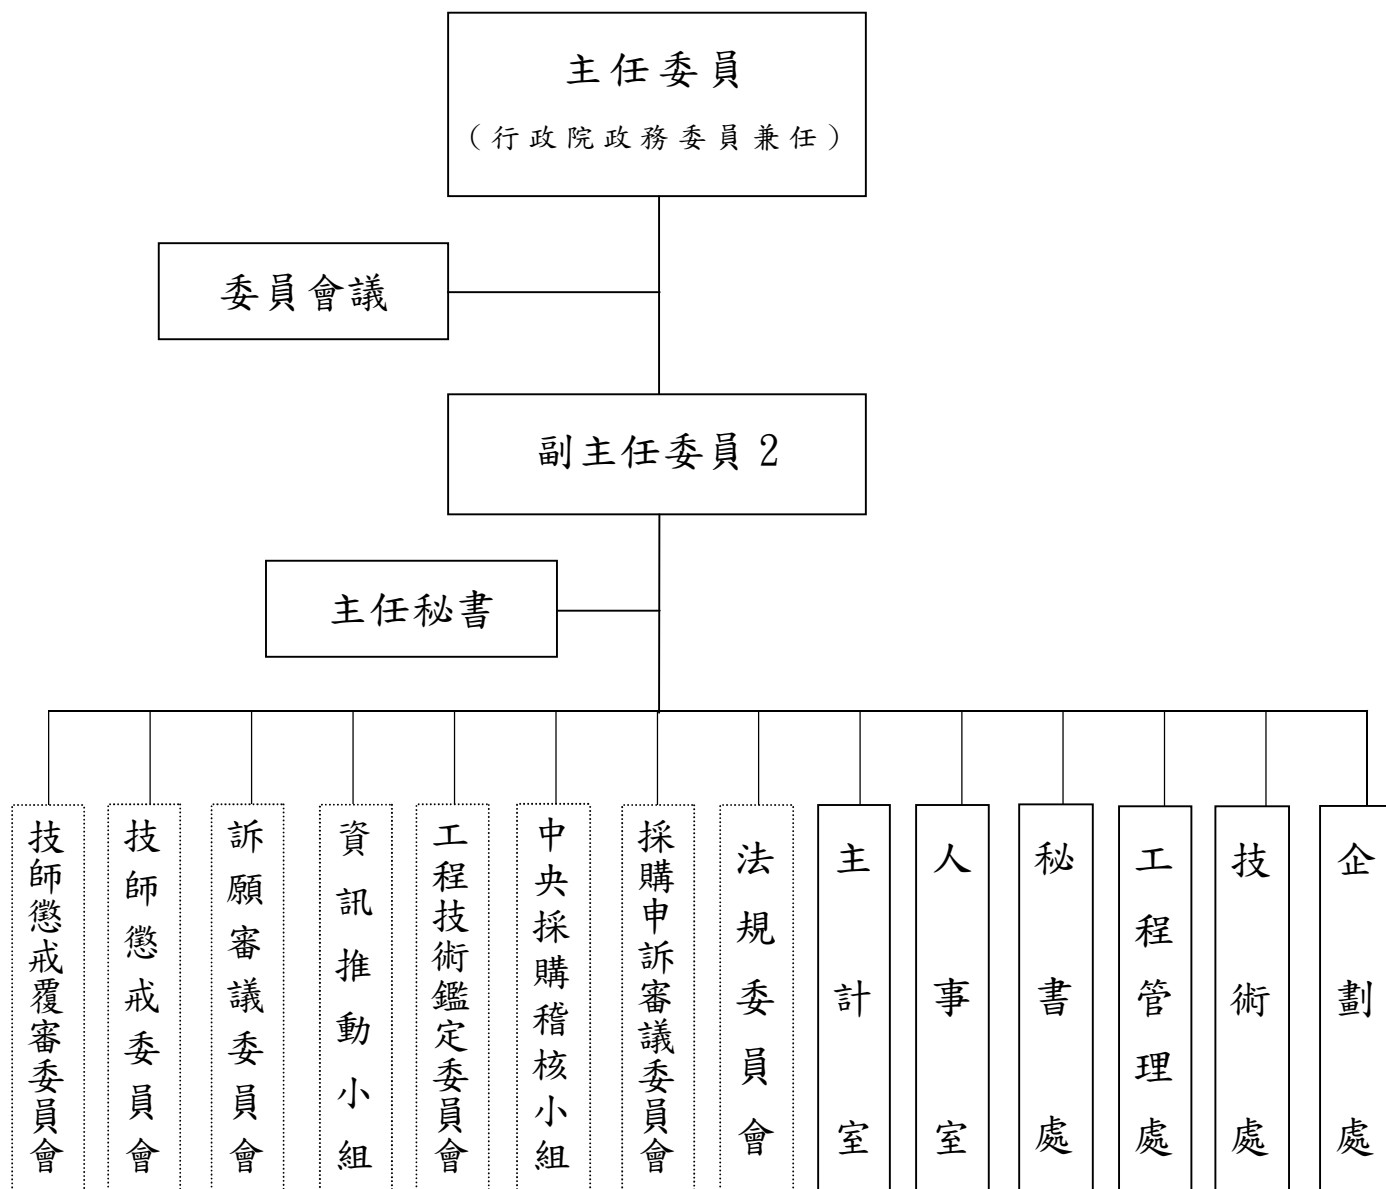 主任委員
（行政院政務委員兼任）
委員會議
副主任委員2
主任秘書
技師懲戒覆審委員會
技師懲戒委員會
訴願審議委員會
資訊推動小組
工程技術鑑定委員會
中央採購稽核小組
採購申訴審議委員會
法規委員會
主計室
人事室
秘書處
工程管理處
技術處
企劃處